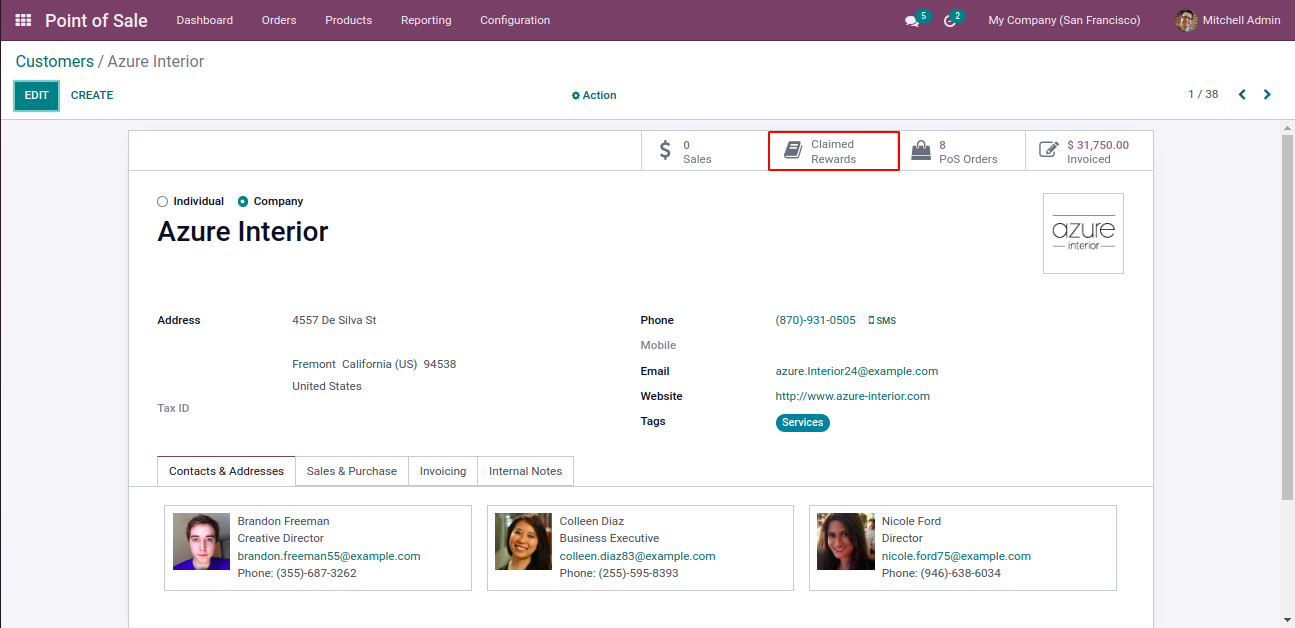 Point of Sale Dashboard Orders Products Reporting Configuration 5 2 My Company (San Francisco) Mitchell Admin
Customers / Azure Interior
EDIT CREATE Action 1 / 38
0
Sales
Claimed
Rewards
8
PoS Orders
$ 31,750.00
Invoiced
Individual Company
Azure Interior
azure
interior
Address 4557 De Silva St
Fremont California (US) 94538
United States
Tax ID
Phone (870)-931-0505 SMS
Mobile
Email azure.Interior24@example.com
Website http://www.azure-interior.com
Tags Services
Contacts & Addresses Sales & Purchase Invoicing Internal Notes
Brandon Freeman
Creative Director
brandon.freeman55@example.com
Phone: (355)-687-3262
Colleen Diaz
Business Executive
colleen.diaz83@example.com
Phone: (255)-595-8393
Nicole Ford
Director
nicole.ford75@example.com
Phone: (946)-638-6034